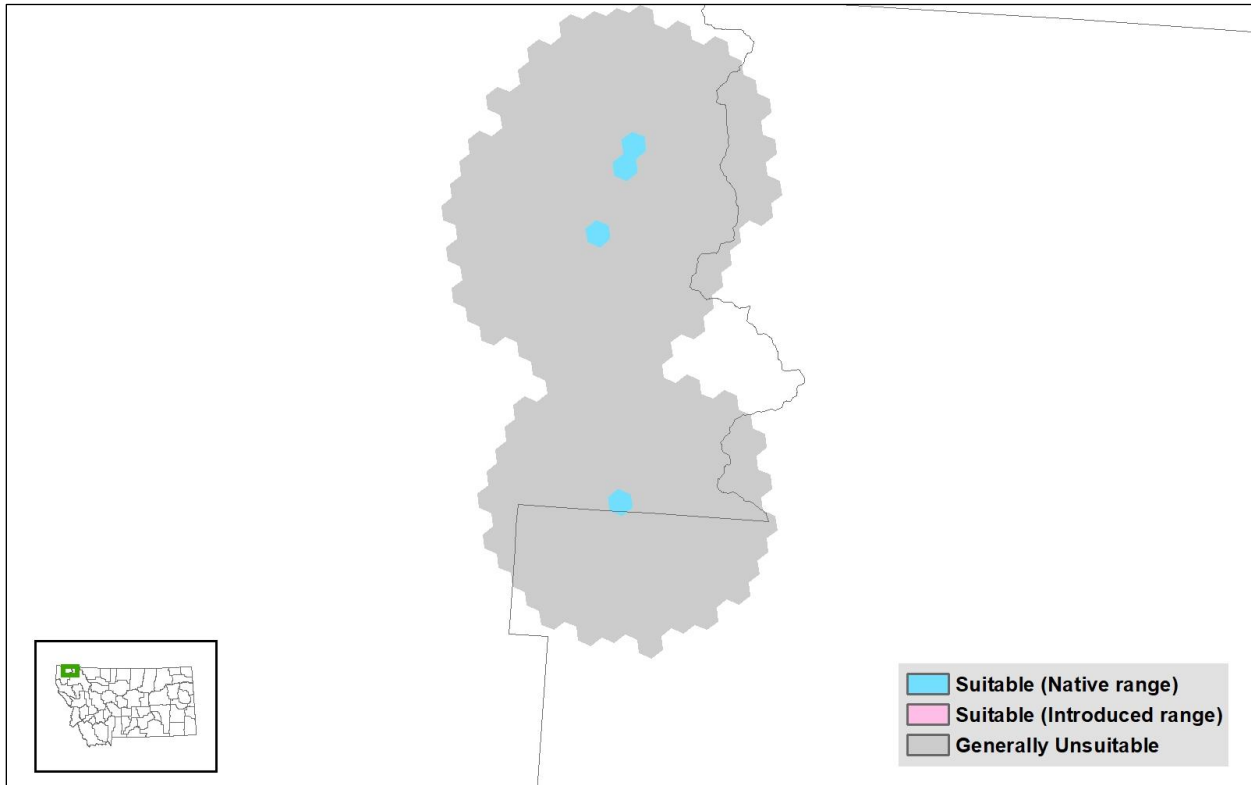 Suitable (Native range)
Suitable (Introduced range)
Generally Unsuitable